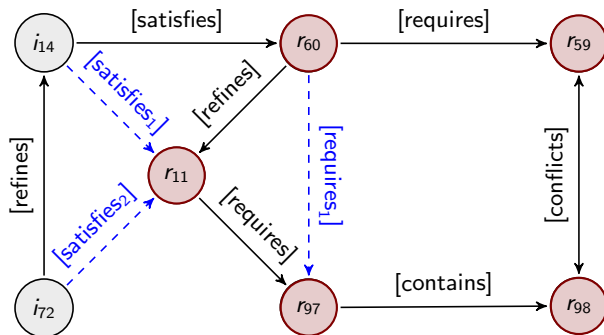 [satisfies]
[requires]
i14
r60
r59
[satisfies1]
[refines]
[refines]
r11
[requires1]
[conflicts]
[satisfies2]
[requires]
[contains]
i72
r97
r98